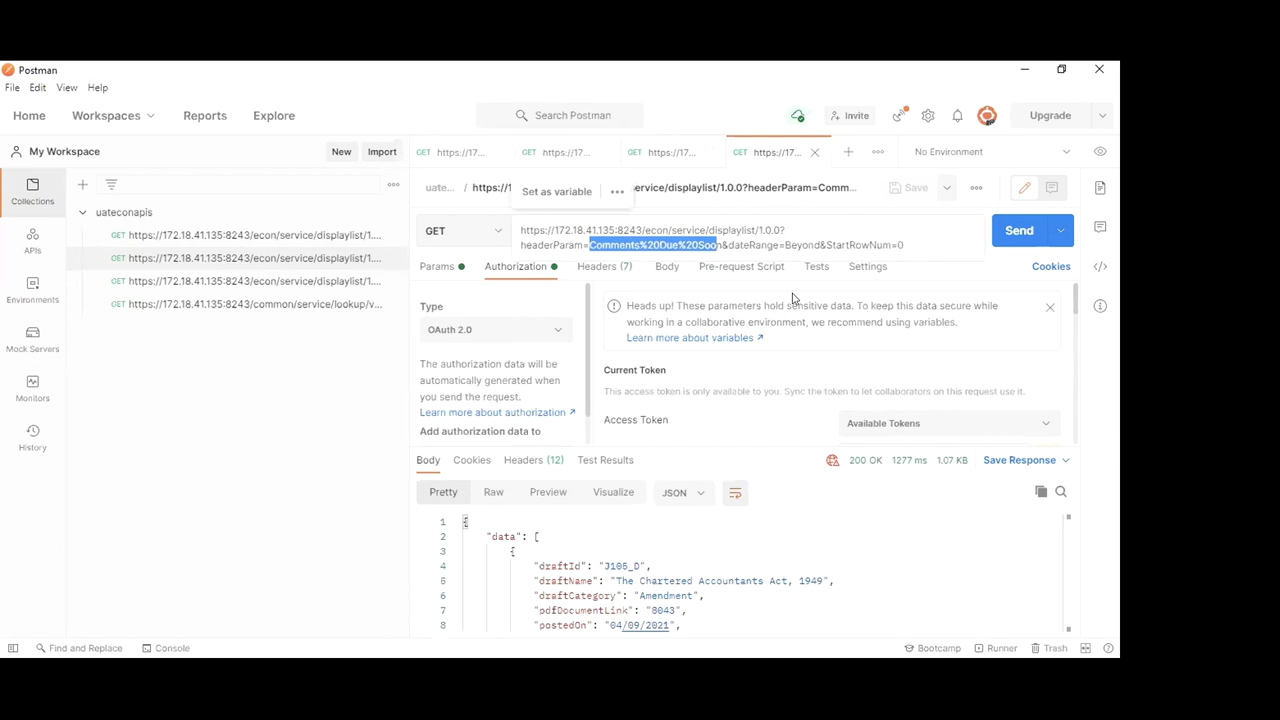 Postman
File Edit View Help
Home Workspaces Reports Explore Search Postman Invite Upgrade
My Workspace New Import GET https://17... GET https://17... GET https://17... GET https://17... No Environment
Collections
APIs
Environments
Mock Servers
Monitors
History
uateconapis
GET https://172.18.41.135:8243/econ/service/displaylist/1....
GET https://172.18.41.135:8243/econ/service/displaylist/1....
GET https://172.18.41.135:8243/econ/service/displaylist/1....
GET https://172.18.41.135:8243/common/service/lookup/v...
uate... / https://1 service/displaylist/1.0.0?headerParam=Comm... Save
Set as variable
GET https://172.18.41.135:8243/econ/service/displaylist/1.0.0?
headerParam=Comments%20Due%20Soon&dateRange=Beyond&StartRowNum=0 Send
Params Authorization Headers (7) Body Pre-request Script Tests Settings Cookies
Type
OAuth 2.0
The authorization data will be
automatically generated when
you send the request.
Learn more about authorization
Add authorization data to
Heads up! These parameters hold sensitive data. To keep this data secure while
working in a collaborative environment, we recommend using variables.
Learn more about variables
Current Token
This access token is only available to you. Sync the token to let collaborators on this request use it.
Access Token Available Tokens
Body Cookies Headers (12) Test Results 200 OK 1277 ms 1.07 KB Save Response
Pretty Raw Preview Visualize JSON
1 {
2 "data": [
3 {
4 "draftId": "J105_D",
5 "draftName": "The Chartered Accountants Act, 1949",
6 "draftCategory": "Amendment",
7 "pdfDocumentLink": "8043",
8 "postedOn": "04/09/2021",
Find and Replace Console Bootcamp Runner Trash